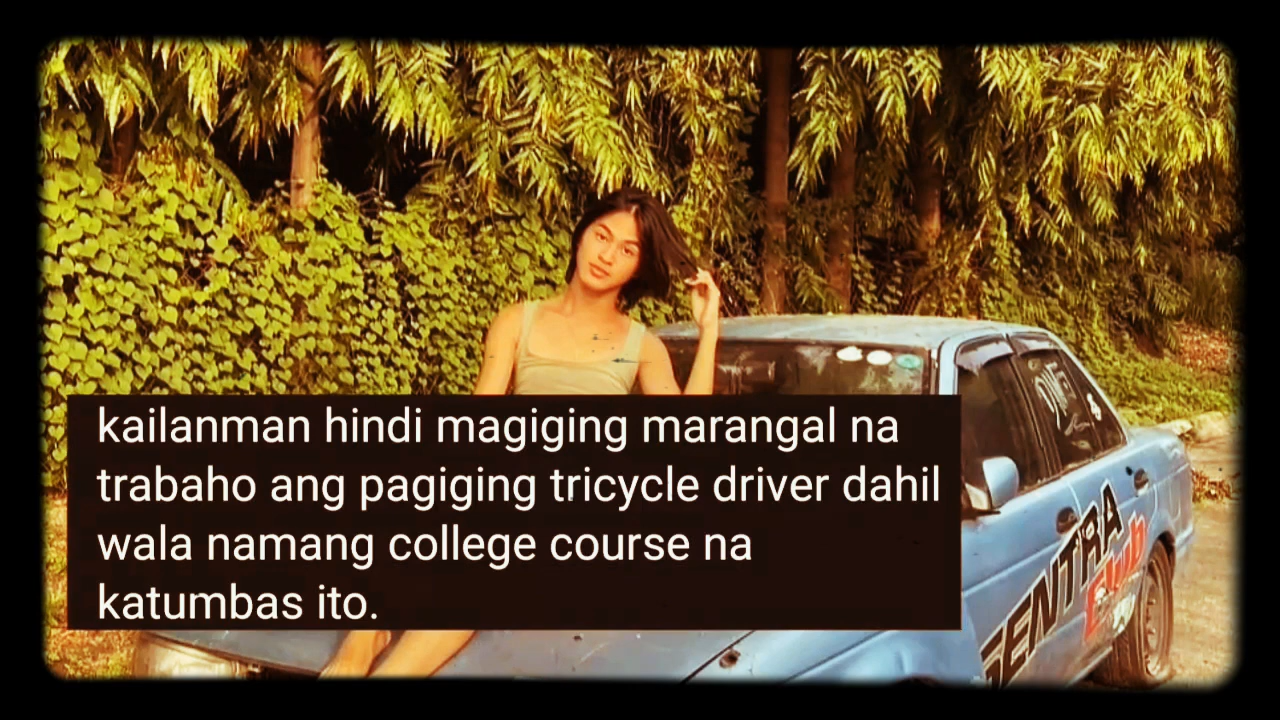 kailanman hindi magiging marangal na
trabaho ang pagiging tricycle driver dahil
wala namang college course na
katumbas ito.
SENTRA
Club